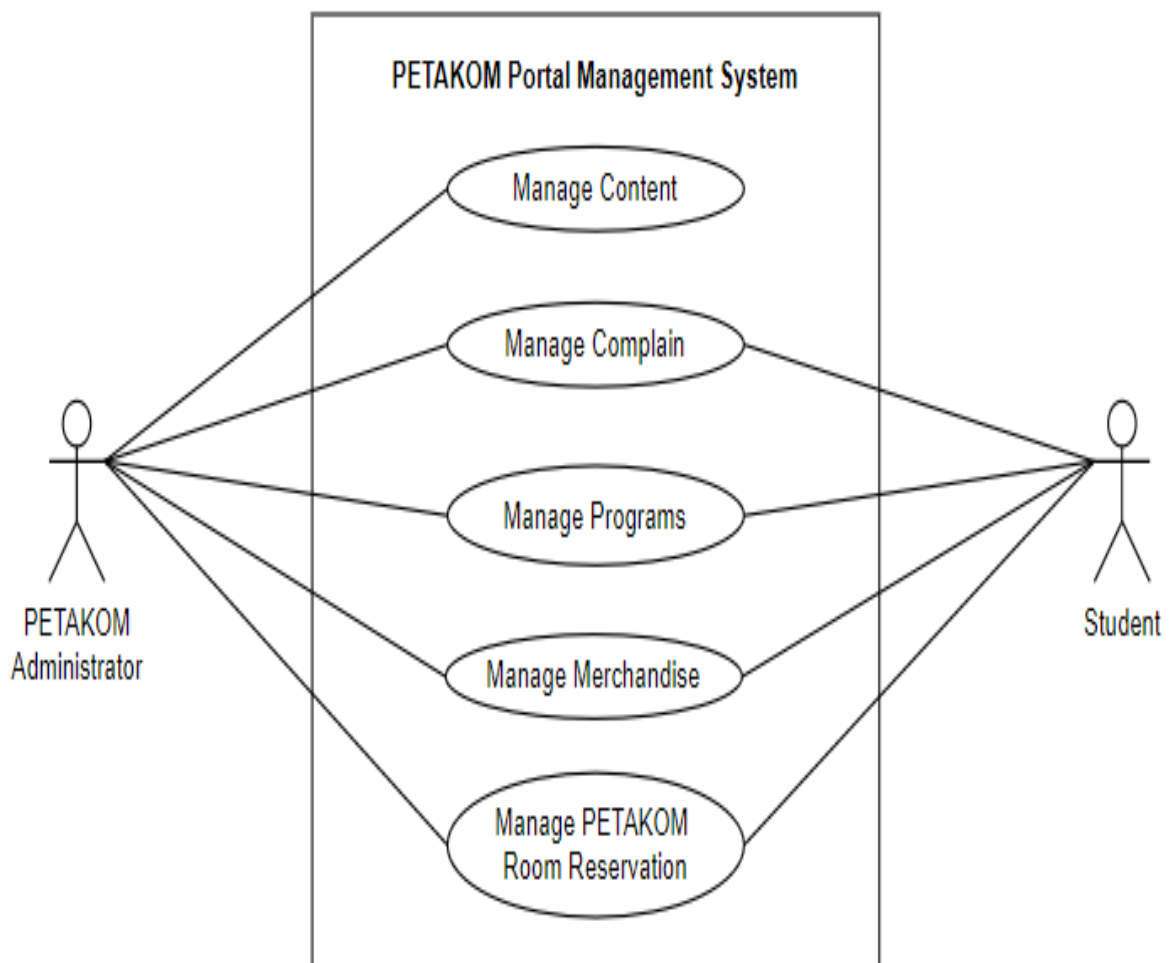 PETAKOM Portal Management System
Manage Content
Manage Complain
Manage Programs
PETAKOM
Administrator
Student
Manage Merchandise
Manage PETAKOM
Room Reservation